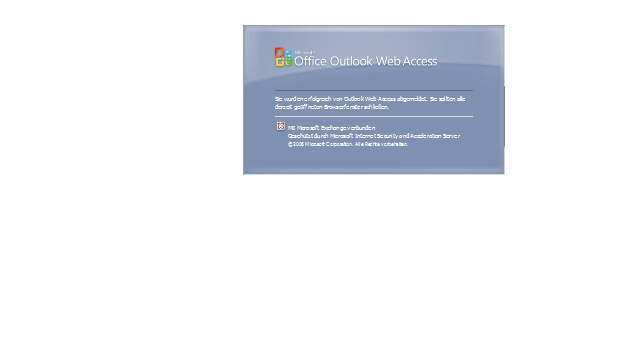 Microsoft
Office Outlook Web Access
Sie wurden erfolgreich von Outlook Web Access abgemeldet. Sie sollten alle
derzeit geöffneten Browserfenster schließen.
Mit Microsoft Exchange verbunden
Geschützt durch Microsoft Internet Security and Acceleration Server
©2006 Microsoft Corporation. Alle Rechte vorbehalten.